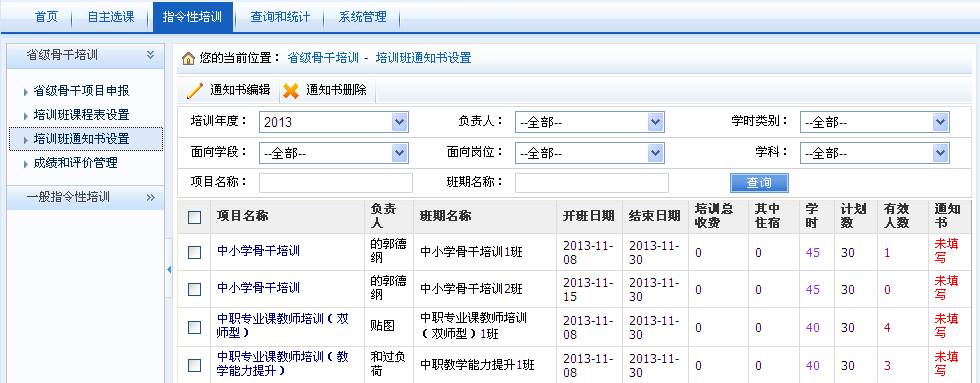 首页 自主选课 指令性培训 查询和统计 系统管理
省级骨干培训
省级骨干项目申报
培训班课程表设置
培训班通知书设置
成绩和评价管理
一般指令性培训
您的当前位置： 省级骨干培训 - 培训班通知书设置
通知书编辑 通知书删除
培训年度： 2013 负责人： --全部-- 学时类别： --全部--
面向学段： --全部-- 面向岗位： --全部-- 学科： --全部--
项目名称： 班期名称： 查询
项目名称 负责人 班期名称 开班日期 结束日期 培训总收费 其中住宿 学时 计划数 有效人数 通知书
中小学骨干培训 的郭德纲 中小学骨干培训1班 2013-11-08 2013-11-30 0 0 45 30 1 未填写
中小学骨干培训 的郭德纲 中小学骨干培训2班 2013-11-15 2013-11-30 0 0 45 30 0 未填写
中职专业课教师培训（双师型） 贴图 中职专业课教师培训（双师型）1班 2013-11-08 2013-11-30 0 0 40 30 4 未填写
中职专业课教师培训（教学能力提升） 和过负荷 中职教学能力提升1班 2013-11-08 2013-11-30 0 0 40 30 3 未填写